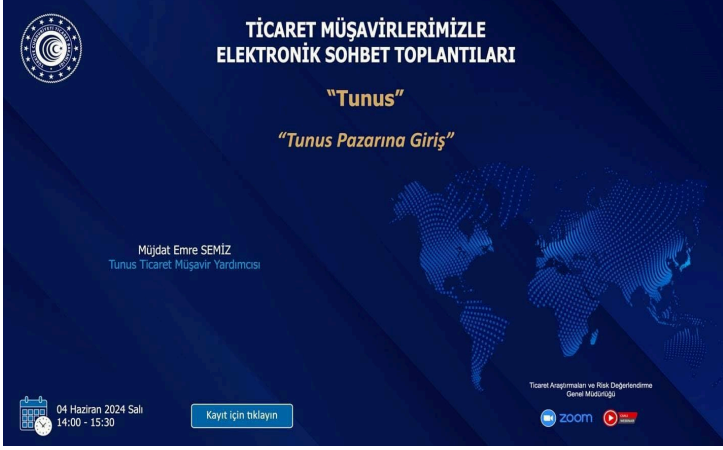 TİCARET MÜŞAVİRLERİMİZLE
ELEKTRONİK SOHBET TOPLANTILARI
“Tunus”
“Tunus Pazarına Giriş”
Müjdat Emre SEMİZ
Tunus Ticaret Müşavir Yardımcısı
Ticaret Araştırmaları ve Risk Değerlendirme
Genel Müdürlüğü
04 Haziran 2024 Salı
14:00 - 15:30
Kayıt için tıklayın
zoom